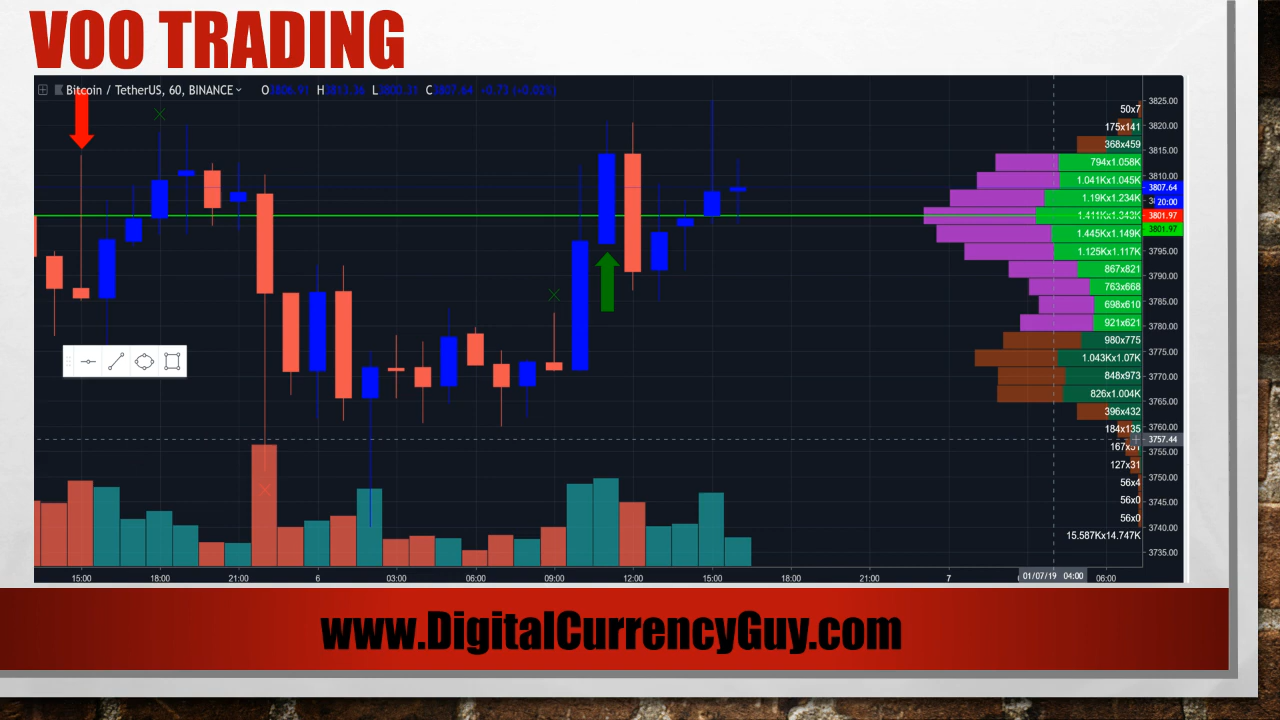 VOO TRADING
Bitcoin / TetherUS, 60, BINANCE O3806.91 H3813.36 L3800.31 C3807.64 +0.73 (+0.02%)
3825.00
50x7
3820.00
175x141
368x459
3815.00
794x1.058K
3810.00
1.041Kx1.045K
3807.64
1.19Kx1.234K
20:00
1.411Kx1.343K
3801.97
3801.97
1.445Kx1.149K
1.125Kx1.117K
3795.00
867x821
3790.00
763x668
3785.00
698x610
921x621
3780.00
980x775
3775.00
1.043Kx1.07K
848x973
3770.00
826x1.004K
3765.00
396x432
3760.00
184x135
3757.44
167x51
3755.00
127x31
3750.00
56x4
3745.00
56x0
56x0
3740.00
15.587Kx14.747K
3735.00
15:00 18:00 21:00 6 03:00 06:00 09:00 12:00 15:00 18:00 21:00 7 01/07/19 04:00 06:00
www.DigitalCurrencyGuy.com